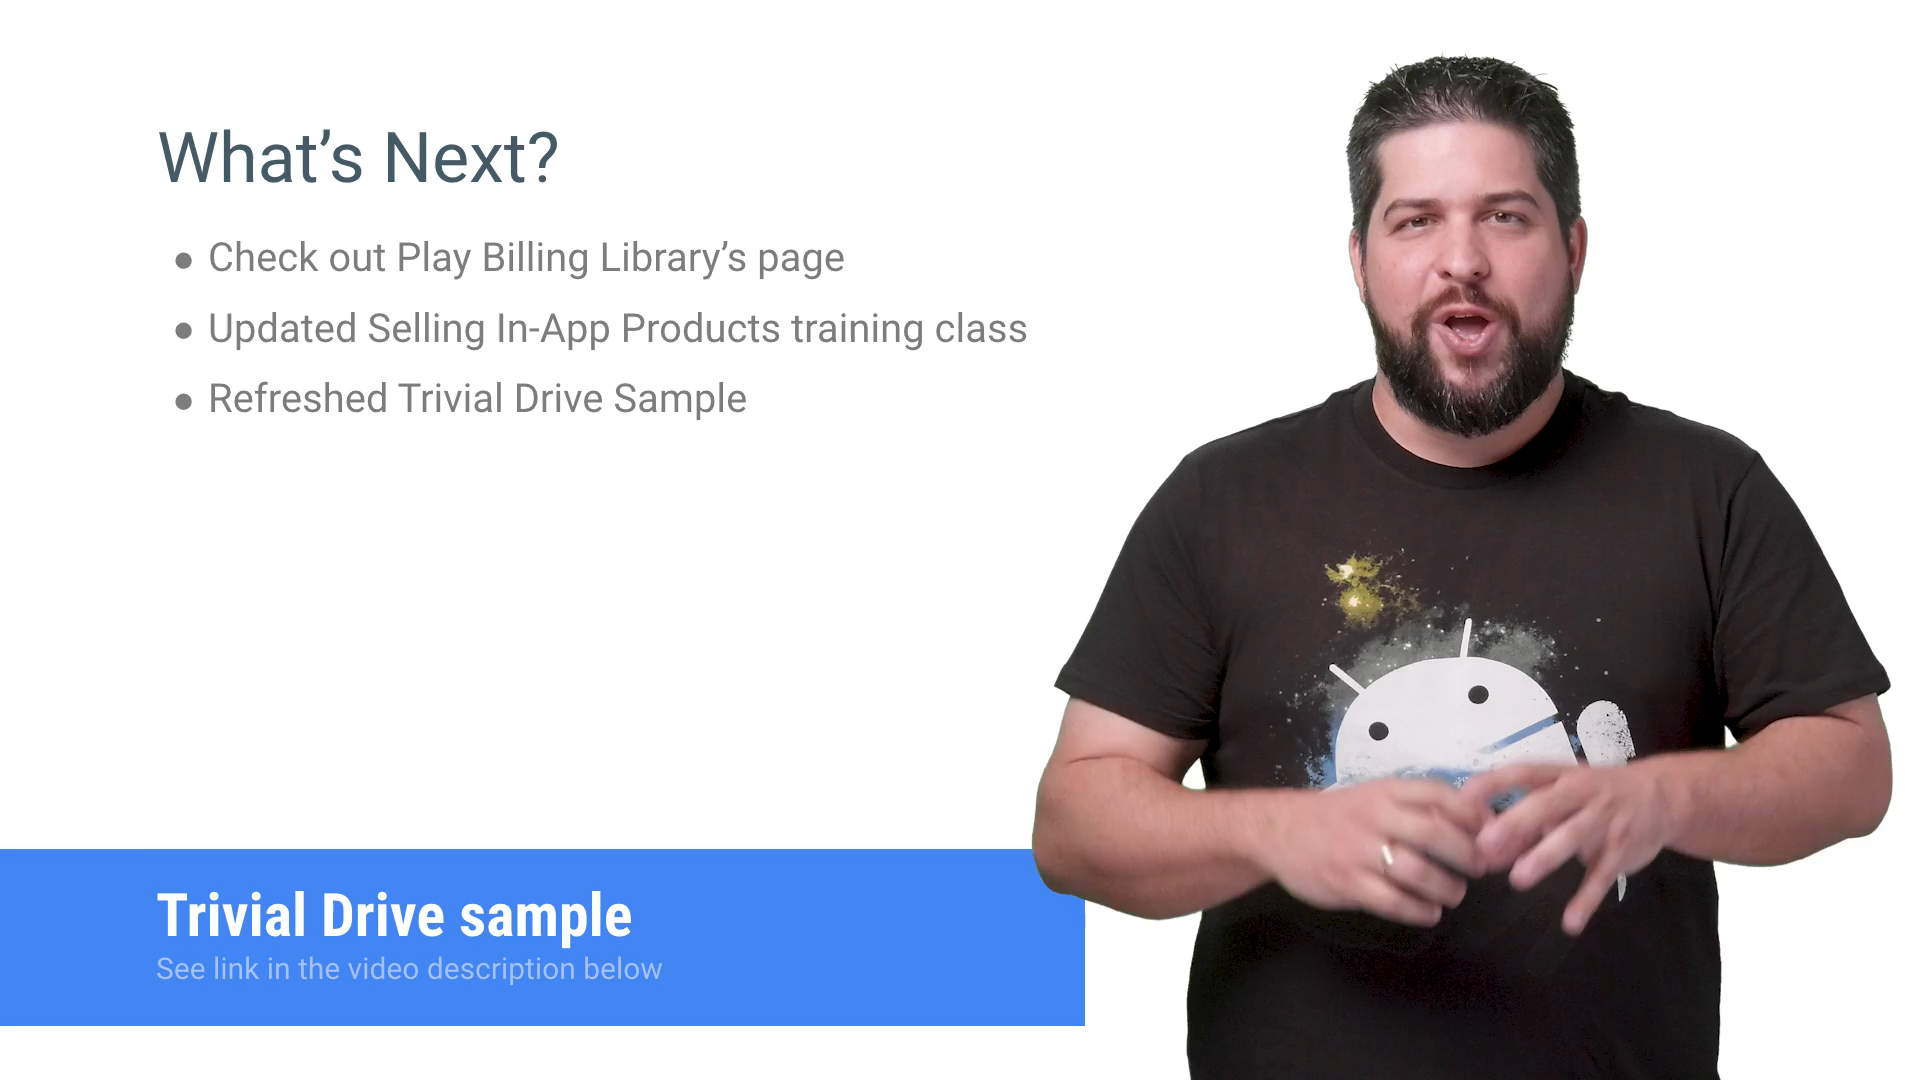 What’s Next?
● Check out Play Billing Library’s page
● Updated Selling In-App Products training class
● Refreshed Trivial Drive Sample
Trivial Drive sample
See link in the video description below